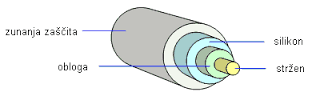 zunanja zaščita
silikon
obloga
stržen